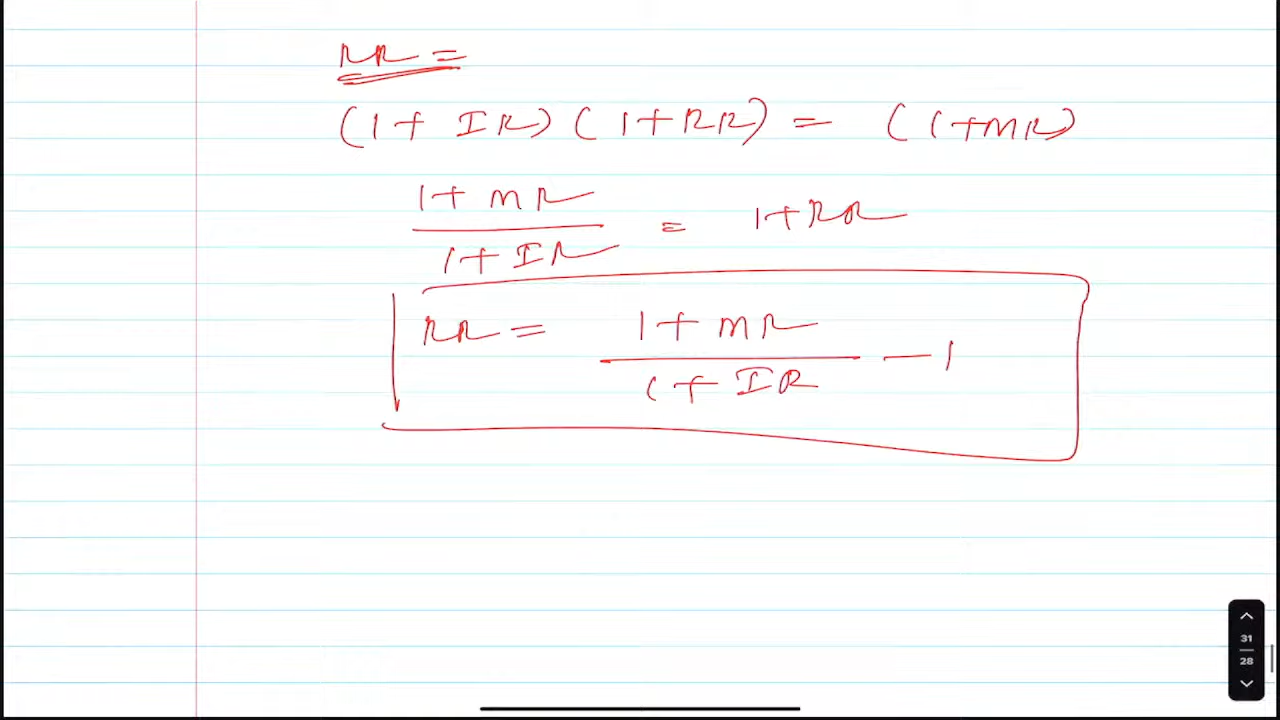 RR =
(1 + IR) (1 + RR) = (1 + MR)
1 + MR
1 + IR
= 1 + RR
RR = 1 + MR
1 + IR
- 1
31
28